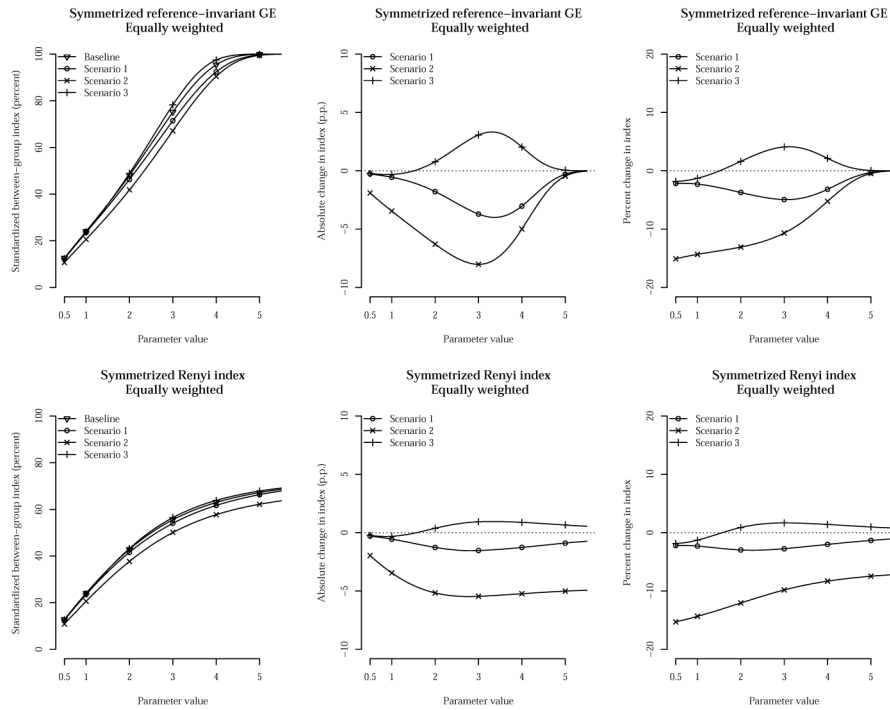 Symmetrized reference−invariant GE
Equally weighted
Standardized between−group index (percent)
100
80
60
40
20
0
Baseline
Scenario 1
Scenario 2
Scenario 3
0.5 1 2 3 4 5
Parameter value
Symmetrized reference−invariant GE
Equally weighted
Absolute change in index (p.p.)
10
5
0
−5
−10
Scenario 1
Scenario 2
Scenario 3
0.5 1 2 3 4 5
Parameter value
Symmetrized reference−invariant GE
Equally weighted
Percent change in index
20
10
0
−10
−20
Scenario 1
Scenario 2
Scenario 3
0.5 1 2 3 4 5
Parameter value
Symmetrized Renyi index
Equally weighted
Standardized between−group index (percent)
100
80
60
40
20
0
Baseline
Scenario 1
Scenario 2
Scenario 3
0.5 1 2 3 4 5
Parameter value
Symmetrized Renyi index
Equally weighted
Absolute change in index (p.p.)
10
5
0
−5
−10
Scenario 1
Scenario 2
Scenario 3
0.5 1 2 3 4 5
Parameter value
Symmetrized Renyi index
Equally weighted
Percent change in index
20
10
0
−10
−20
Scenario 1
Scenario 2
Scenario 3
0.5 1 2 3 4 5
Parameter value